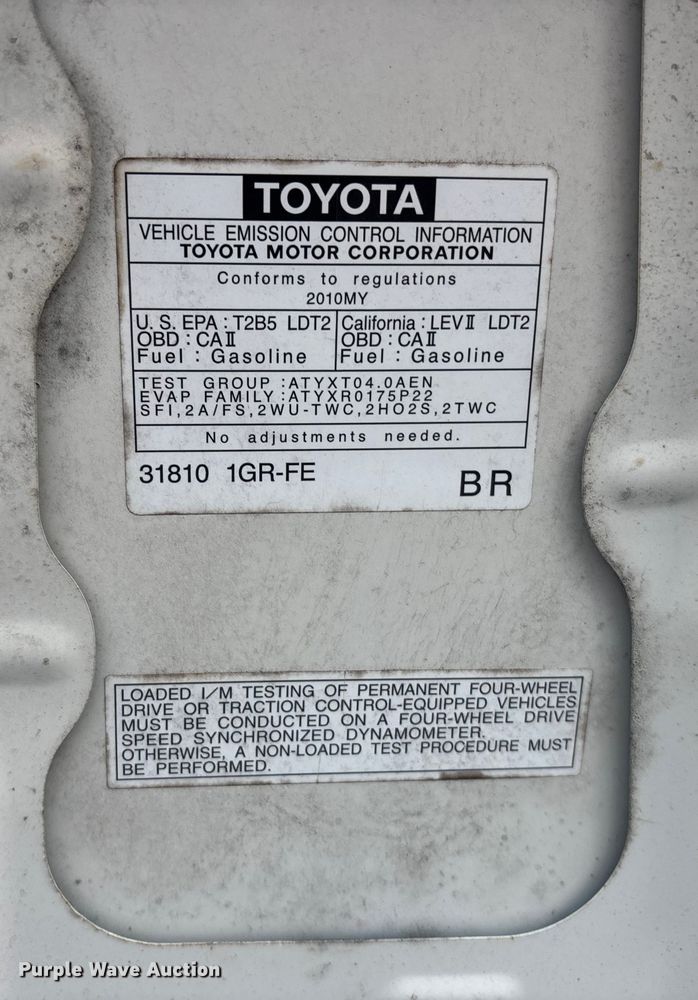 TOYOTA
VEHICLE EMISSION CONTROL INFORMATION
TOYOTA MOTOR CORPORATION
Conforms to regulations
2010MY
U. S. EPA : T2B5 LDT2
OBD : CAⅡ
Fuel : Gasoline
California : LEVⅡ LDT2
OBD : CAⅡ
Fuel : Gasoline
TEST GROUP :ATYXT04.0AEN
EVAP FAMILY:ATYXR0175P22
SFI,2A/FS,2WU-TWC,2HO2S,2TWC
No adjustments needed.
31810 1GR-FE
BR
LOADED I/M TESTING OF PERMANENT FOUR-WHEEL
DRIVE OR TRACTION CONTROL-EQUIPPED VEHICLES
MUST BE CONDUCTED ON A FOUR-WHEEL DRIVE
SPEED SYNCHRONIZED DYNAMOMETER.
OTHERWISE, A NON-LOADED TEST PROCEDURE MUST
BE PERFORMED.
Purple Wave Auction